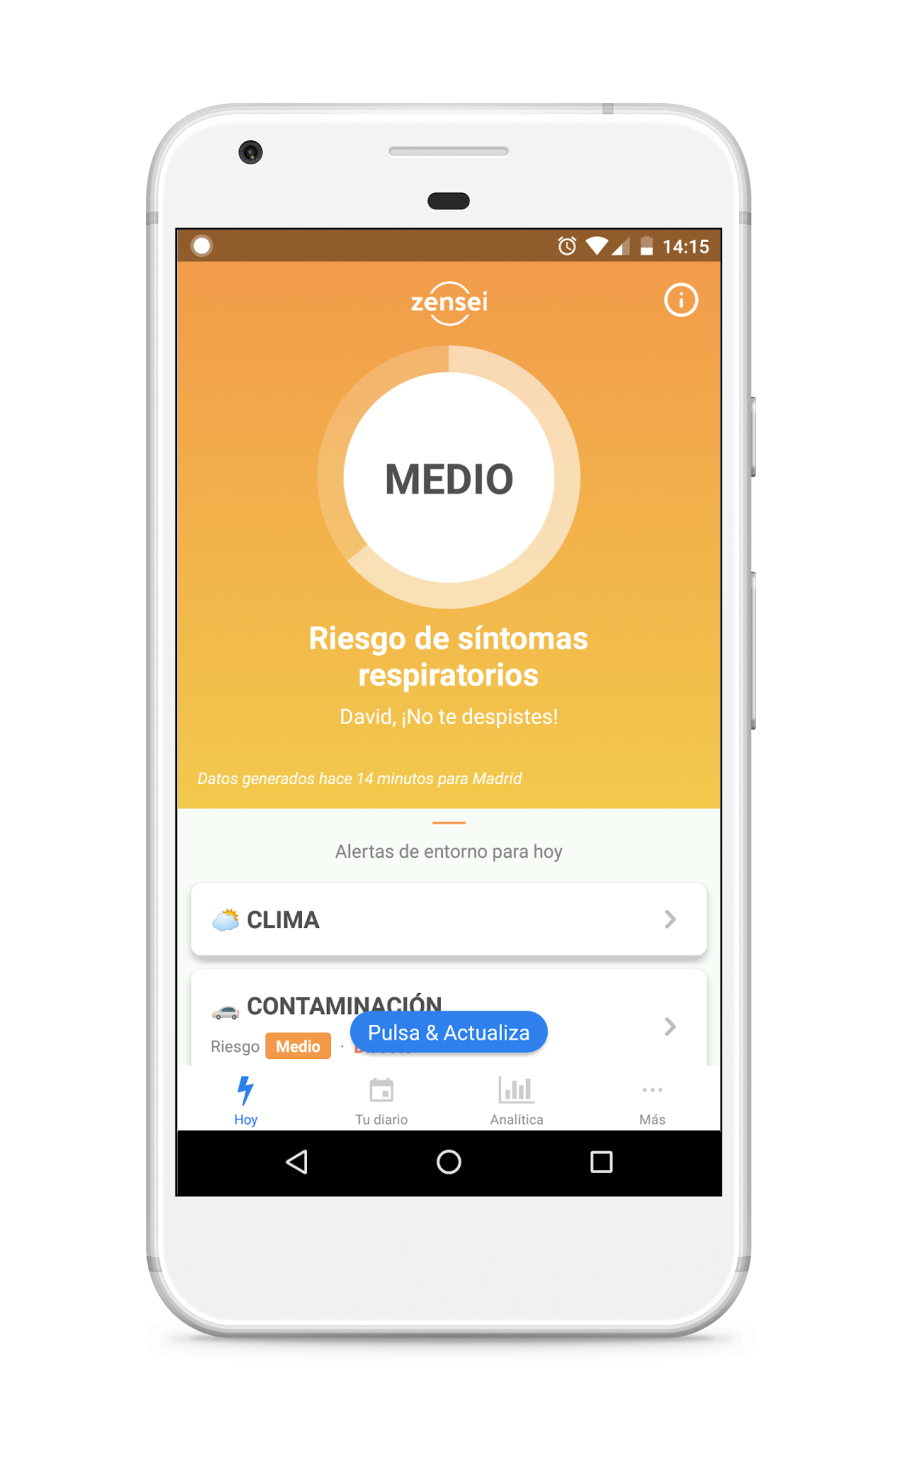 14:15
zensei
MEDIO
Riesgo de síntomas
respiratorios
David, ¡No te despistes!
Datos generados hace 14 minutos para Madrid
Alertas de entorno para hoy
CLIMA
CONTAMINACIÓN
Pulsa & Actualiza
Riesgo Medio ·
Hoy
Tu diario
Analítica
Más